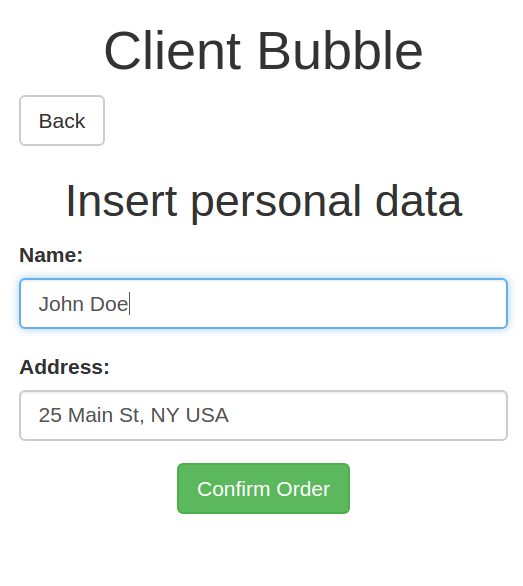 Client Bubble
Back
Insert personal data
Name:
John Doe
Address:
25 Main St, NY USA
Confirm Order